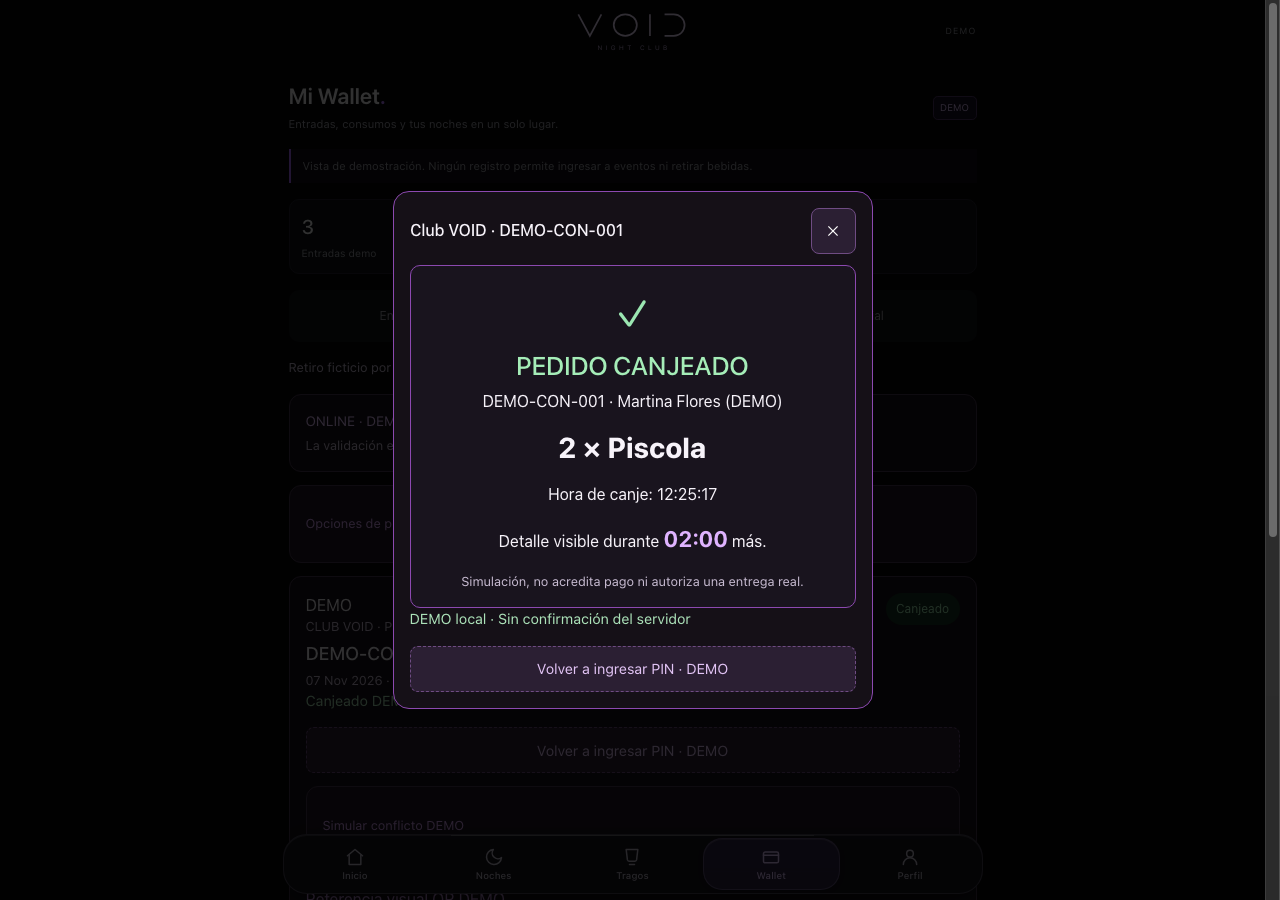 VOID
NIGHT CLUB
DEMO
Mi Wallet.
DEMO
Entradas, consumos y tus noches en un solo lugar.
Vista de demostración. Ningún registro permite ingresar a eventos ni retirar bebidas.
3
Entradas demo
Club VOID · DEMO-CON-001
×
PEDIDO CANJEADO
DEMO-CON-001 · Martina Flores (DEMO)
2 × Piscola
Hora de canje: 12:25:17
Detalle visible durante 02:00 más.
Simulación, no acredita pago ni autoriza una entrega real.
DEMO local · Sin confirmación del servidor
Volver a ingresar PIN · DEMO
Retiro ficticio por
ONLINE · DEM
La validación e
Opciones de p
DEMO
Canjeado
CLUB VOID · P
DEMO-CO
07 Nov 2026 ·
Canjeado DE
Volver a ingresar PIN · DEMO
Simular conflicto DEMO
Inicio
Noches
Tragos
Wallet
Perfil